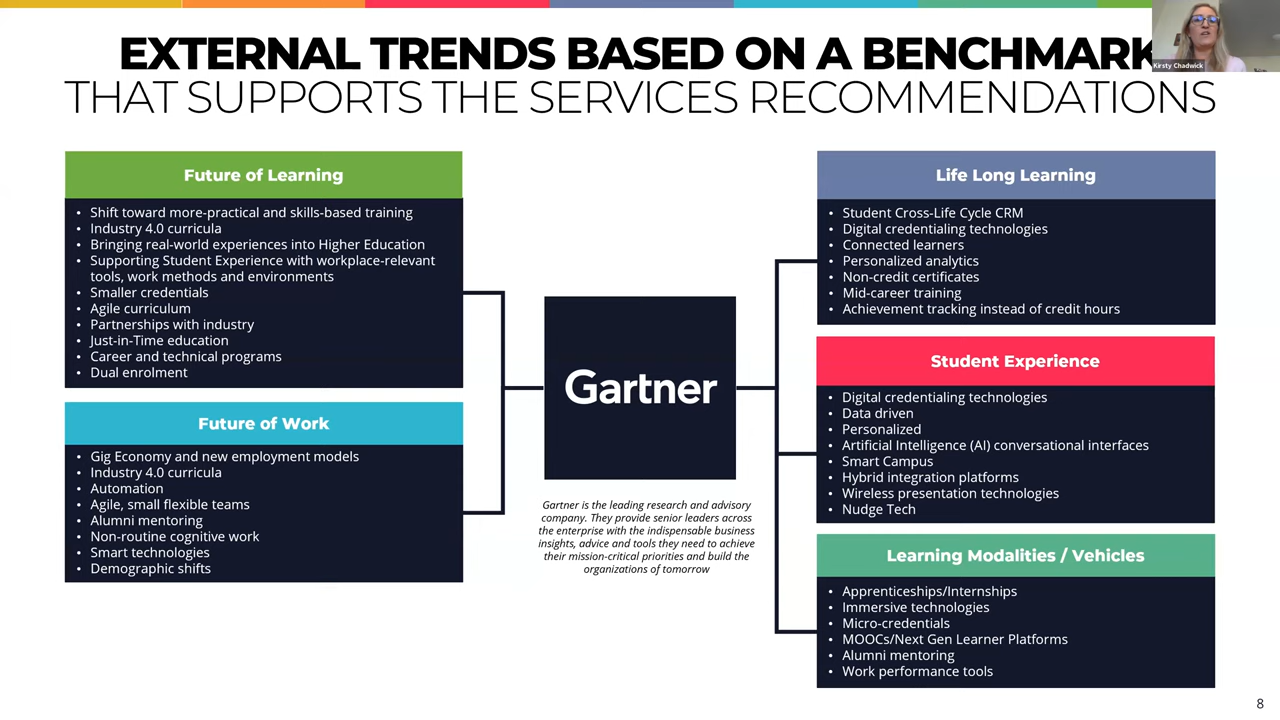 EXTERNAL TRENDS BASED ON A BENCHMARK
THAT SUPPORTS THE SERVICES RECOMMENDATIONS
Kirsty Chadwick
Future of Learning
• Shift toward more-practical and skills-based training
• Industry 4.0 curricula
• Bringing real-world experiences into Higher Education
• Supporting Student Experience with workplace-relevant
tools, work methods and environments
• Smaller credentials
• Agile curriculum
• Partnerships with industry
• Just-in-Time education
• Career and technical programs
• Dual enrolment
Future of Work
• Gig Economy and new employment models
• Industry 4.0 curricula
• Automation
• Agile, small flexible teams
• Alumni mentoring
• Non-routine cognitive work
• Smart technologies
• Demographic shifts
Gartner
Gartner is the leading research and advisory
company. They provide senior leaders across
the enterprise with the indispensable business
insights, advice and tools they need to achieve
their mission-critical priorities and build the
organizations of tomorrow
Life Long Learning
• Student Cross-Life Cycle CRM
• Digital credentialing technologies
• Connected learners
• Personalized analytics
• Non-credit certificates
• Mid-career training
• Achievement tracking instead of credit hours
Student Experience
• Digital credentialing technologies
• Data driven
• Personalized
• Artificial Intelligence (AI) conversational interfaces
• Smart Campus
• Hybrid integration platforms
• Wireless presentation technologies
• Nudge Tech
Learning Modalities / Vehicles
• Apprenticeships/Internships
• Immersive technologies
• Micro-credentials
• MOOCs/Next Gen Learner Platforms
• Alumni mentoring
• Work performance tools
8